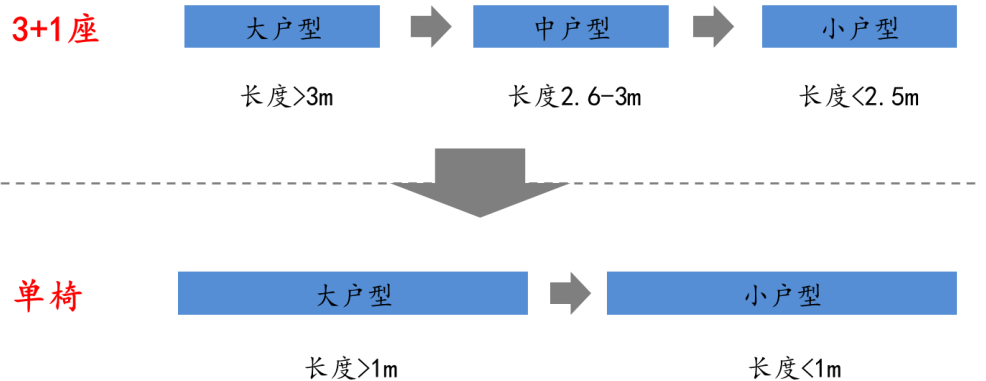 3+1座
大户型
中户型
小户型
长度>3m
长度2.6-3m
长度<2.5m
单椅
大户型
小户型
长度>1m
长度<1m